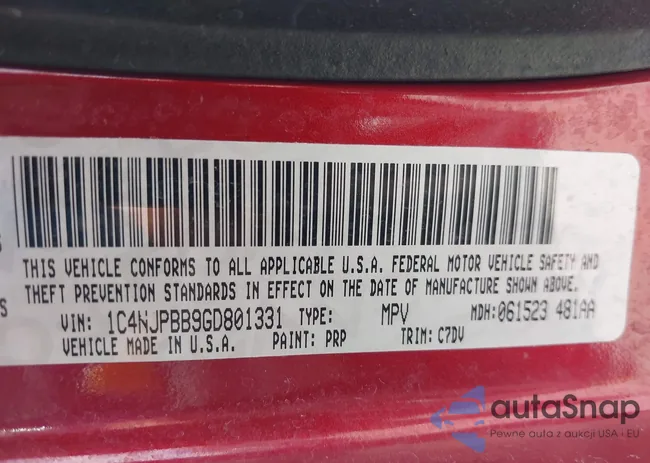 THIS VEHICLE CONFORMS TO ALL APPLICABLE U.S.A. FEDERAL MOTOR VEHICLE SAFETY AND
THEFT PREVENTION STANDARDS IN EFFECT ON THE DATE OF MANUFACTURE SHOWN ABOVE.
VIN: 1C4NJPBB9GD801331 TYPE: MPV MDH:061523 481AA
VEHICLE MADE IN U.S.A. PAINT: PRP TRIM: C7DV
autaSnap
Pewne auta z aukcji USA i EU